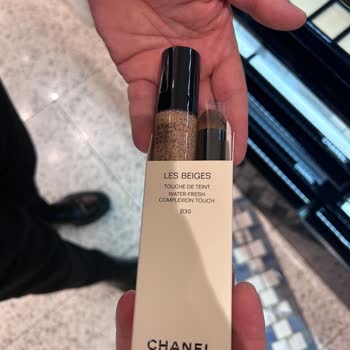 LES BEIGES
TOUCHE DE TEINT
WATER-FRESH
COMPLEXION TOUCH
B30
CHANEL